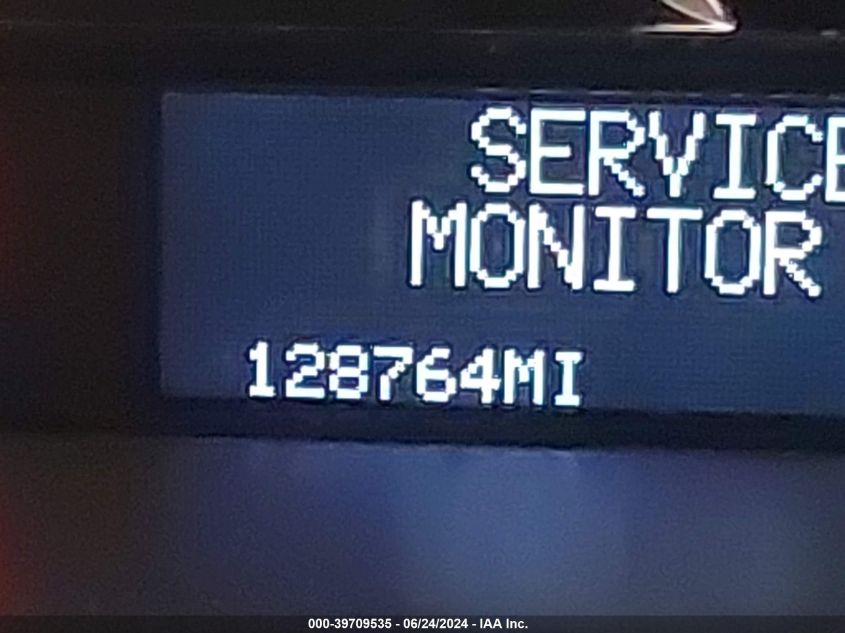 SERVICE
MONITOR
128764MI
000-39709535 - 06/24/2024 - IAA Inc.